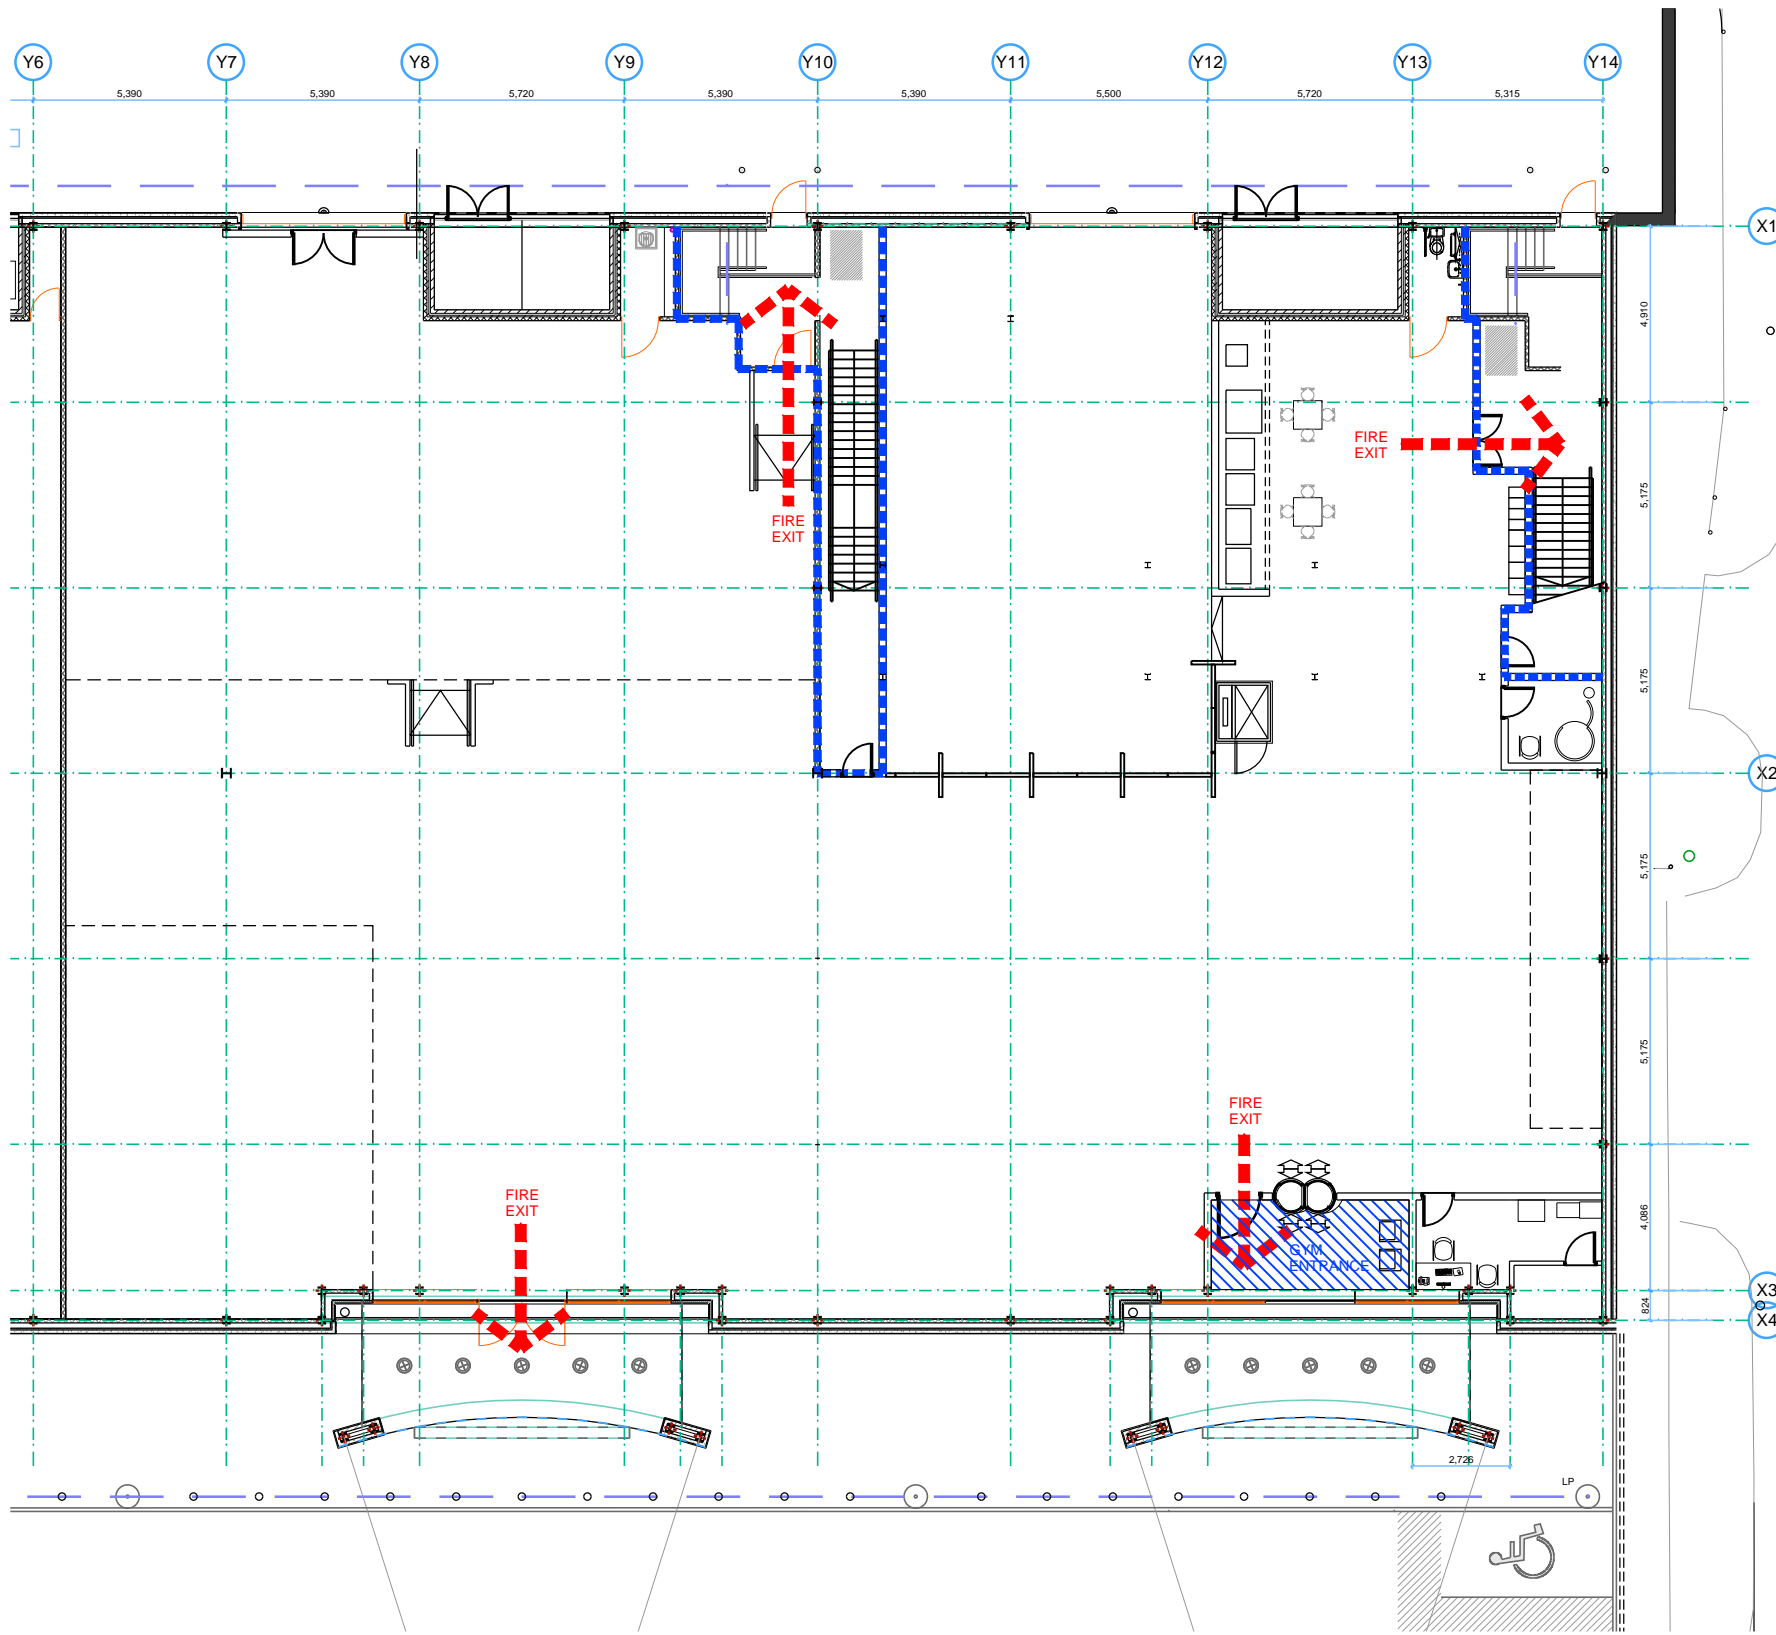 Y6 Y7 Y8 Y9 Y10 Y11 Y12 Y13 Y14
5,390 5,390 5,720 5,390 5,390 5,500 5,720 5,315
X1
4,910
FIRE
EXIT
5,175
FIRE
EXIT
5,175
X2
5,175
5,175
FIRE
EXIT
FIRE
EXIT
4,086
GYM
ENTRANCE
X3
824
X4
2,726
LP